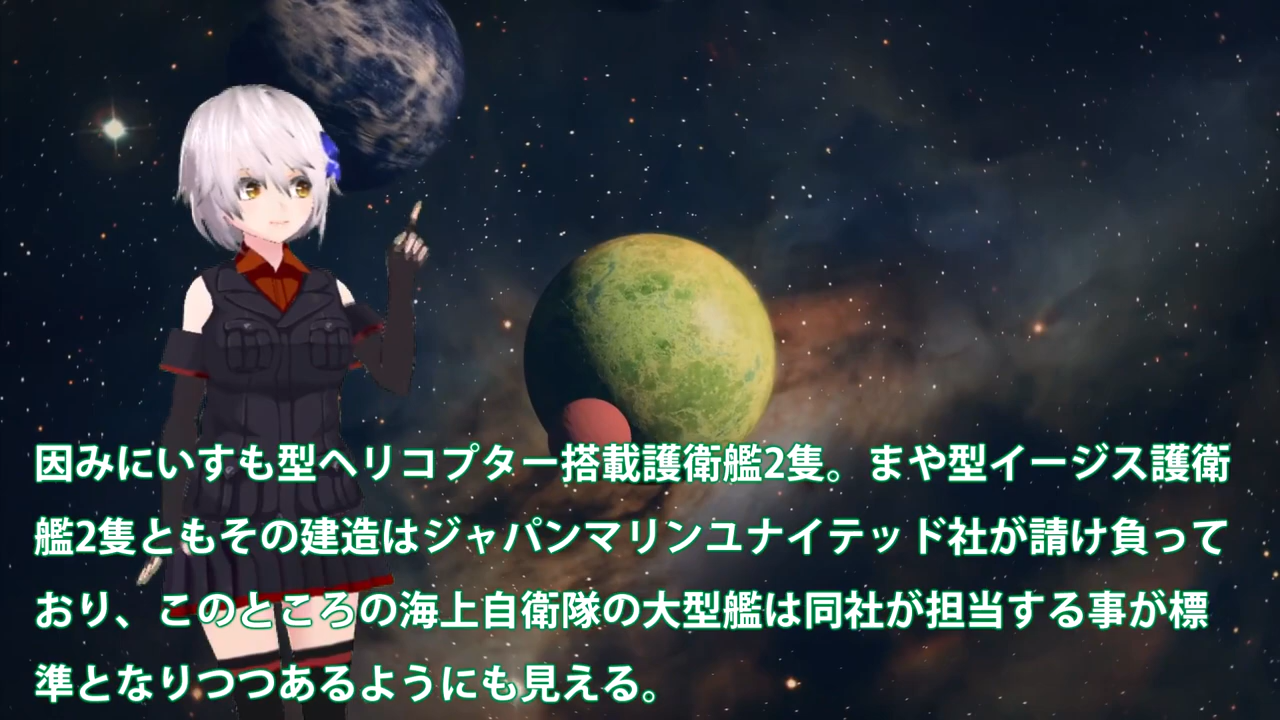 因みにいすも型ヘリコプター搭載護衛艦2隻。まや型イージス護衛
艦2隻ともその建造はジャパンマリンユナイテッド社が請け負って
おり、このところの海上自衛隊の大型艦は同社が担当する事が標
準となりつつあるようにも見える。